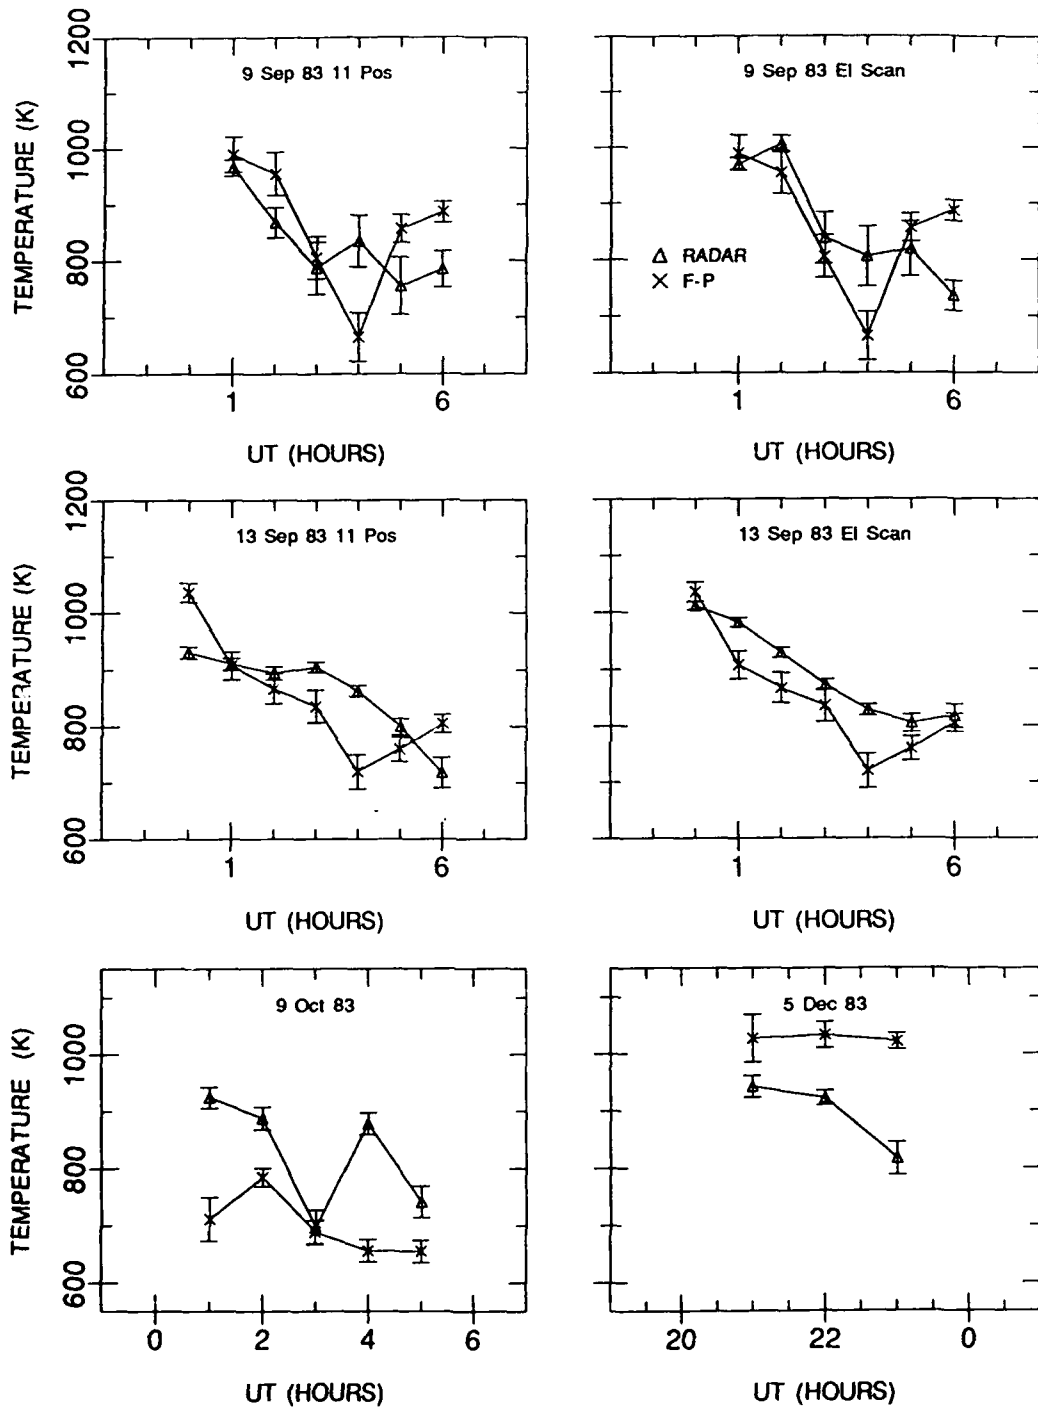 9 Sep 83 11 Pos
TEMPERATURE (K)
1200
1000
800
600
1
6
UT (HOURS)
9 Sep 83 El Scan
RADAR
F-P
1
6
UT (HOURS)
13 Sep 83 11 Pos
TEMPERATURE (K)
1200
1000
800
600
1
6
UT (HOURS)
13 Sep 83 El Scan
1
6
UT (HOURS)
9 Oct 83
TEMPERATURE (K)
1000
800
600
0
2
4
6
UT (HOURS)
5 Dec 83
20
22
0
UT (HOURS)